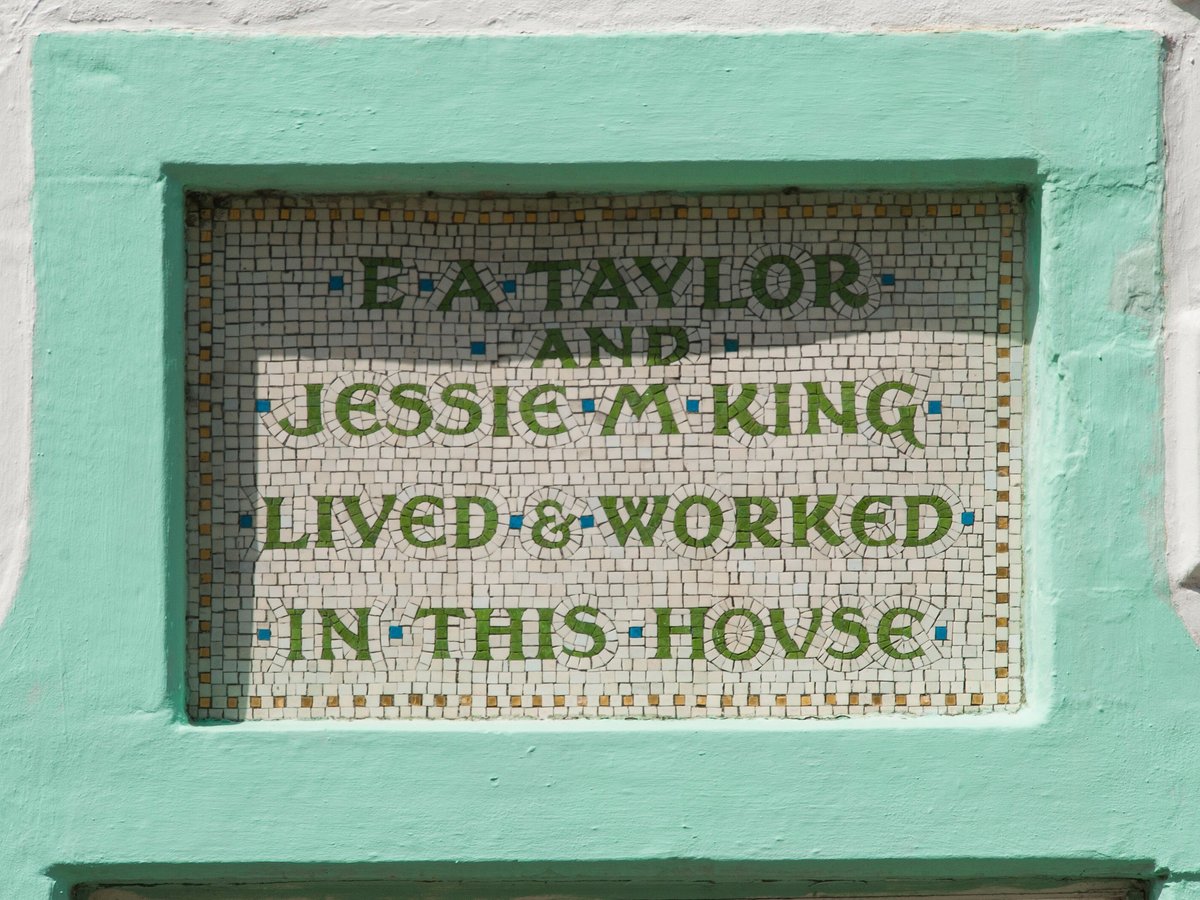 E·A·TAYLOR
AND
JESSIE·M·KING
LIVED·&·WORKED
IN·THIS·HOVSE